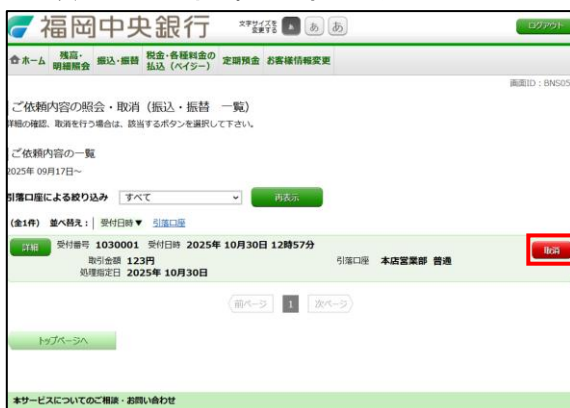 福岡中央銀行
文字サイズを変更する あ あ あ
ログアウト
ホーム 残高・明細照会 振込・振替 税金・各種料金の払込（ペイジー） 定期預金 お客様情報変更
画面ID：BNS05
ご依頼内容の照会・取消（振込・振替 一覧）
詳細の確認、取消を行う場合は、該当するボタンを選択して下さい。
ご依頼内容の一覧
2025年 09月17日～
引落口座による絞り込み すべて 再表示
(全1件) 並べ替え：| 受付日時▼ 引落口座
詳細 受付番号 1030001 受付日時 2025年 10月30日 12時57分 取消
取引金額 123円 引落口座 本店営業部 普通
処理指定日 2025年 10月30日
前ページ 1 次ページ
トップページへ
本サービスについてのご相談・お問い合わせ